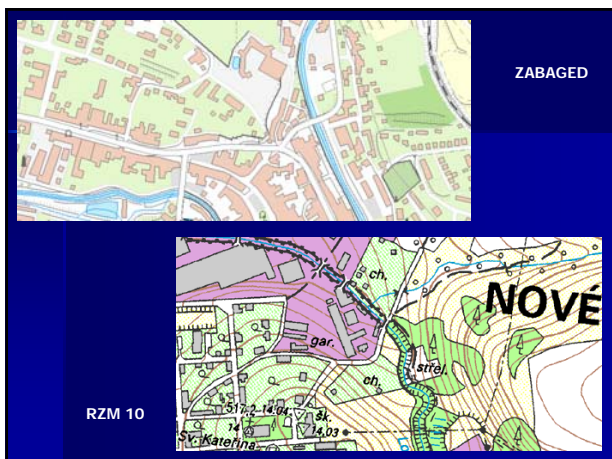 ZABAGED
NOVÉ
ch.
gar.
střel.
ch.
517.2 14.04 šk.
14 14.03
Sv. Kateřina
RZM 10